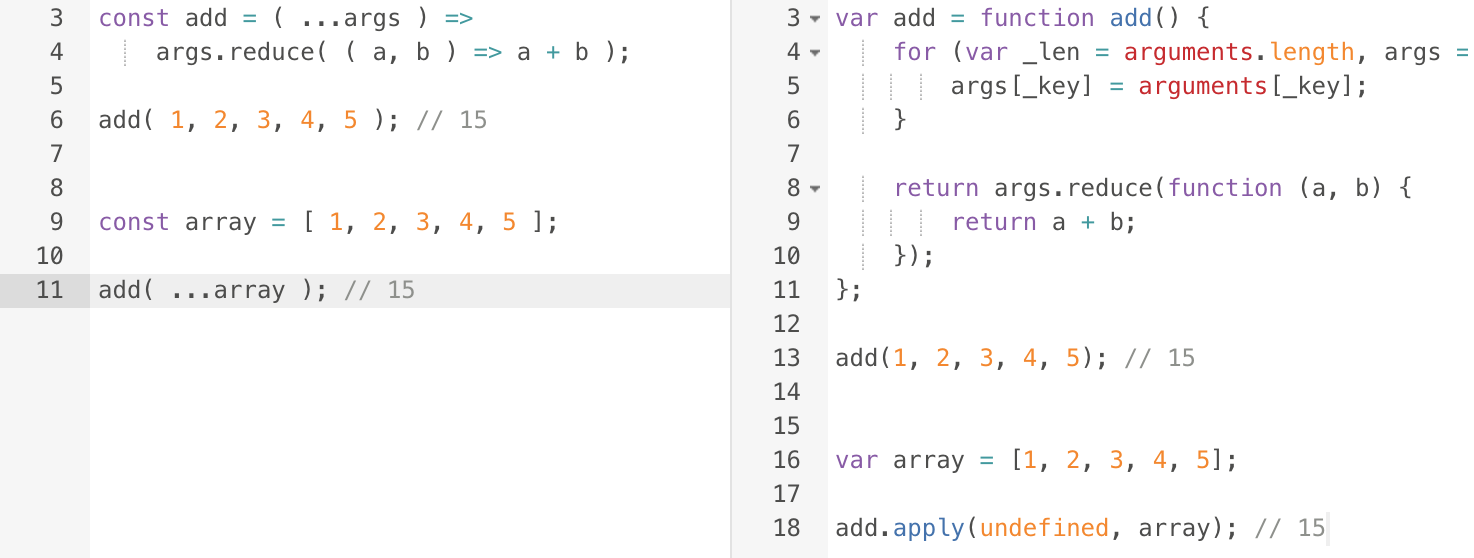 3 const add = ( ...args ) =>
4 args.reduce( ( a, b ) => a + b );
5
6 add( 1, 2, 3, 4, 5 ); // 15
7
8
9 const array = [ 1, 2, 3, 4, 5 ];
10
11 add( ...array ); // 15
3 var add = function add() {
4 for (var _len = arguments.length, args =
5 args[_key] = arguments[_key];
6 }
7
8 return args.reduce(function (a, b) {
9 return a + b;
10 });
11 };
12
13 add(1, 2, 3, 4, 5); // 15
14
15
16 var array = [1, 2, 3, 4, 5];
17
18 add.apply(undefined, array); // 15